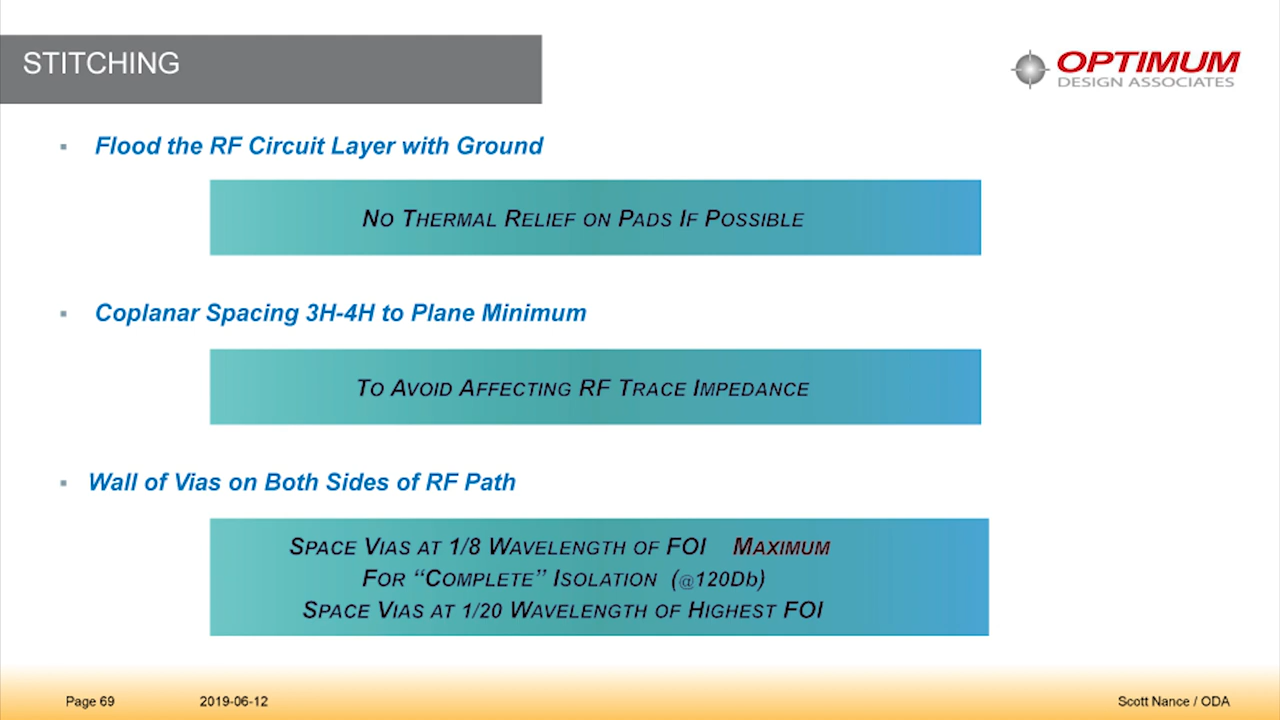 STITCHING
OPTIMUM
DESIGN ASSOCIATES
▪ Flood the RF Circuit Layer with Ground
No Thermal Relief on Pads If Possible
▪ Coplanar Spacing 3H-4H to Plane Minimum
To Avoid Affecting RF Trace Impedance
▪ Wall of Vias on Both Sides of RF Path
Space Vias at 1/8 Wavelength of FOI Maximum
For “Complete” Isolation (@120Db)
Space Vias at 1/20 Wavelength of Highest FOI
Page 69 2019-06-12 Scott Nance / ODA